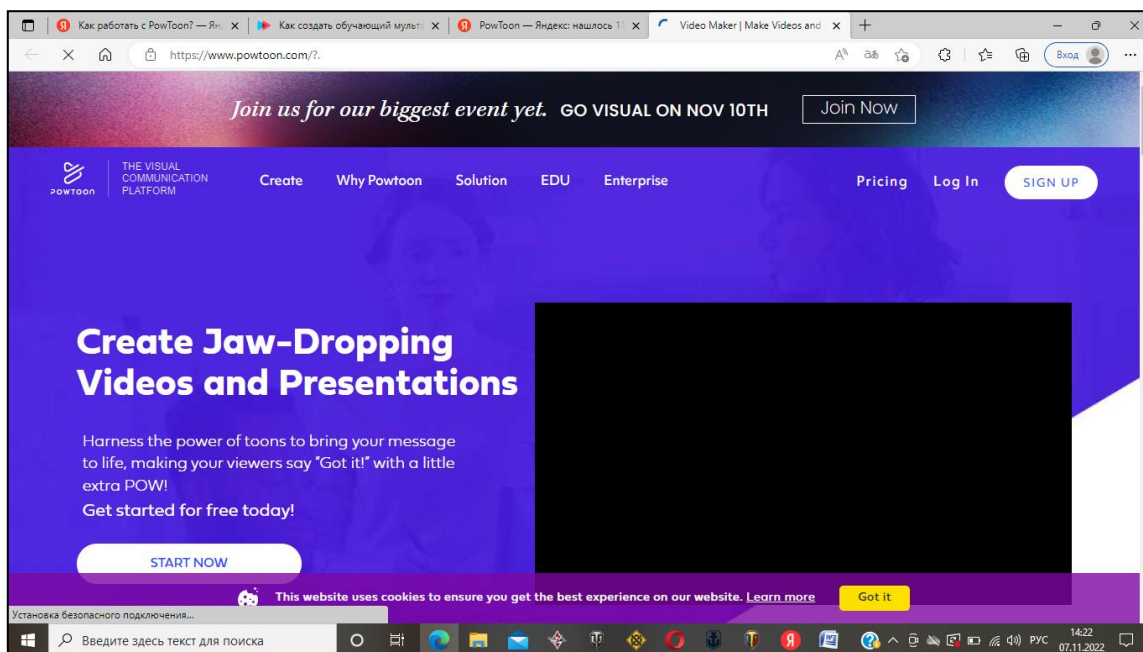 Как работать с PowToon? — Ян
Как создать обучающий мульт
PowToon — Яндекс: нашлось 1
Video Maker | Make Videos and
https://www.powtoon.com/?.
Вход
Join us for our biggest event yet. GO VISUAL ON NOV 10TH
Join Now
POWTOON
THE VISUAL
COMMUNICATION
PLATFORM
Create Why Powtoon Solution EDU Enterprise Pricing Log In SIGN UP
Create Jaw-Dropping
Videos and Presentations
Harness the power of toons to bring your message
to life, making your viewers say "Got it!" with a little
extra POW!
Get started for free today!
START NOW
This website uses cookies to ensure you get the best experience on our website. Learn more
Got it
Установка безопасного подключения...
Введите здесь текст для поиска
РУС
14:22
07.11.2022